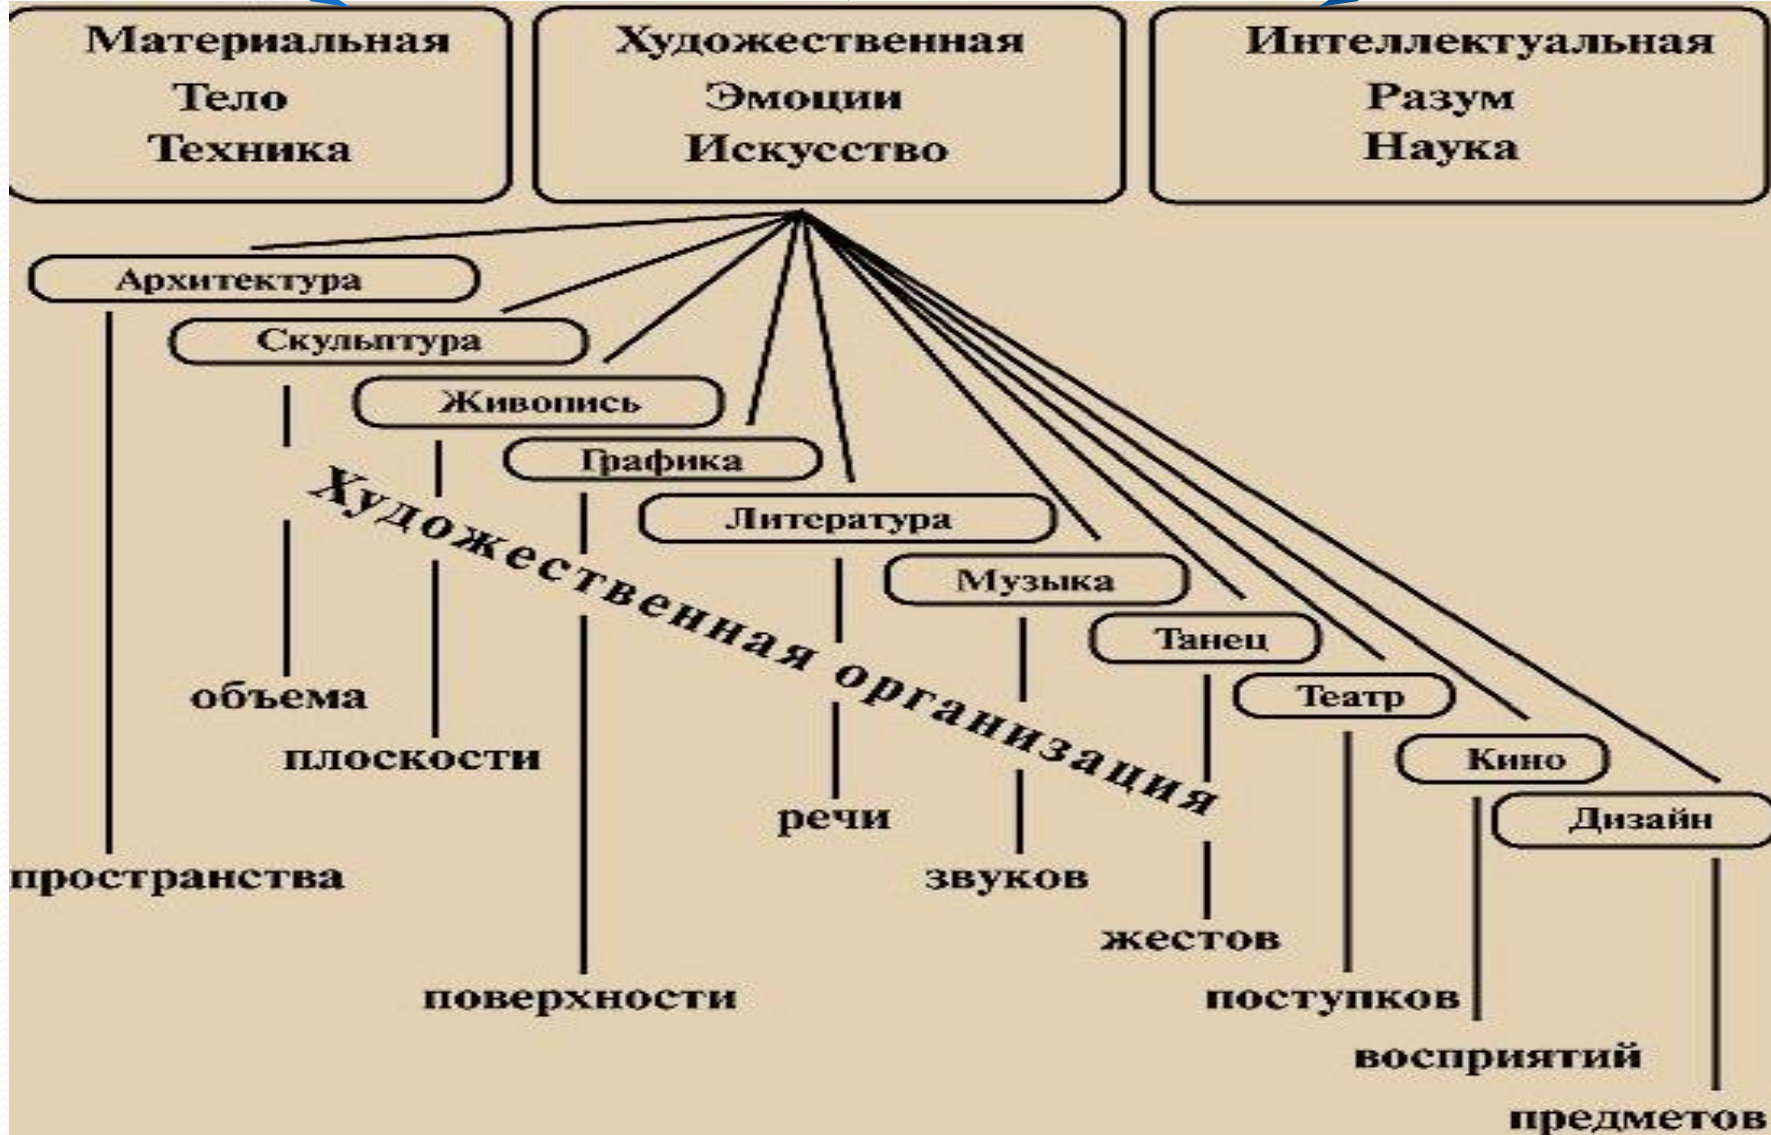 Материальная
Тело
Техника
Художественная
Эмоции
Искусство
Интеллектуальная
Разум
Наука
Архитектура
Скульптура
Живопись
Графика
Литература
Музыка
Танец
Театр
Кино
Дизайн
Художественная организация
объема
плоскости
речи
пространства
звуков
жестов
поверхности
поступков
восприятий
предметов